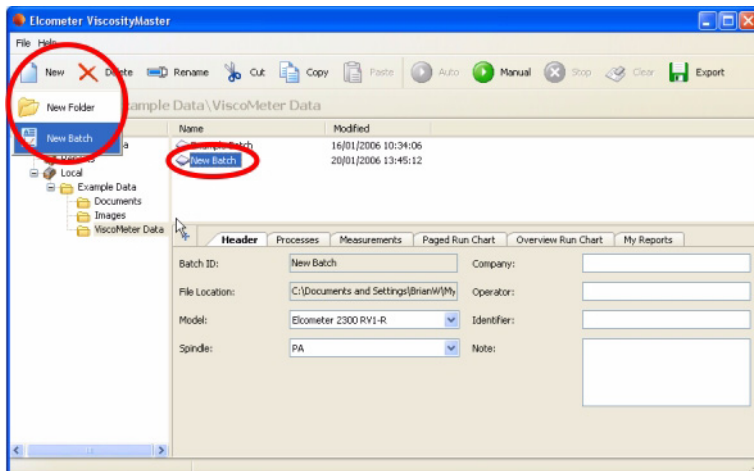 Elcometer ViscosityMaster
File Help
New Delete Rename Cut Copy Paste Auto Manual Stop Clear Export
New Folder
New Batch
ample Data\ViscoMeter Data
Name Modified
Example Batch 16/01/2006 10:34:06
New Batch 20/01/2006 13:45:12
Local
Example Data
Documents
Images
ViscoMeter Data
Header Processes Measurements Paged Run Chart Overview Run Chart My Reports
Batch ID: New Batch Company:
File Location: C:\Documents and Settings\BrianW\My Operator:
Model: Elcometer 2300 RV1-R Identifier:
Spindle: PA Note: